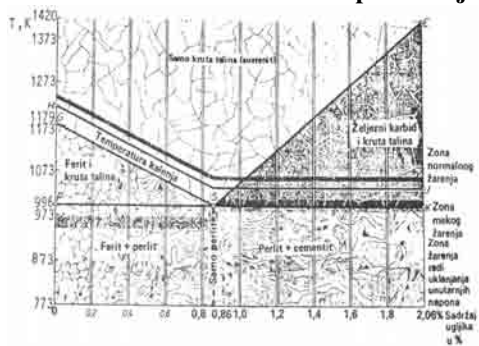 T, K
1420
1373
1273
1179
1173
1073
996
973
873
773
Samo kruta talina (austenit)
Temperatura kaljenja
Ferit i
kruta talina
Željezni karbid
i kruta talina
Zona
normalnog
žarenja
Zona
mekog
žarenja
Zona
žarenja
radi
uklanjanja
unutarnjih
napona
Ferit + perlit
Samo perlit
Perlit + cementit
0 0,2 0,4 0,6 0,8 0,86 1,0 1,2 1,4 1,6 1,8 2,06% Sadržaj
ugljika
u %